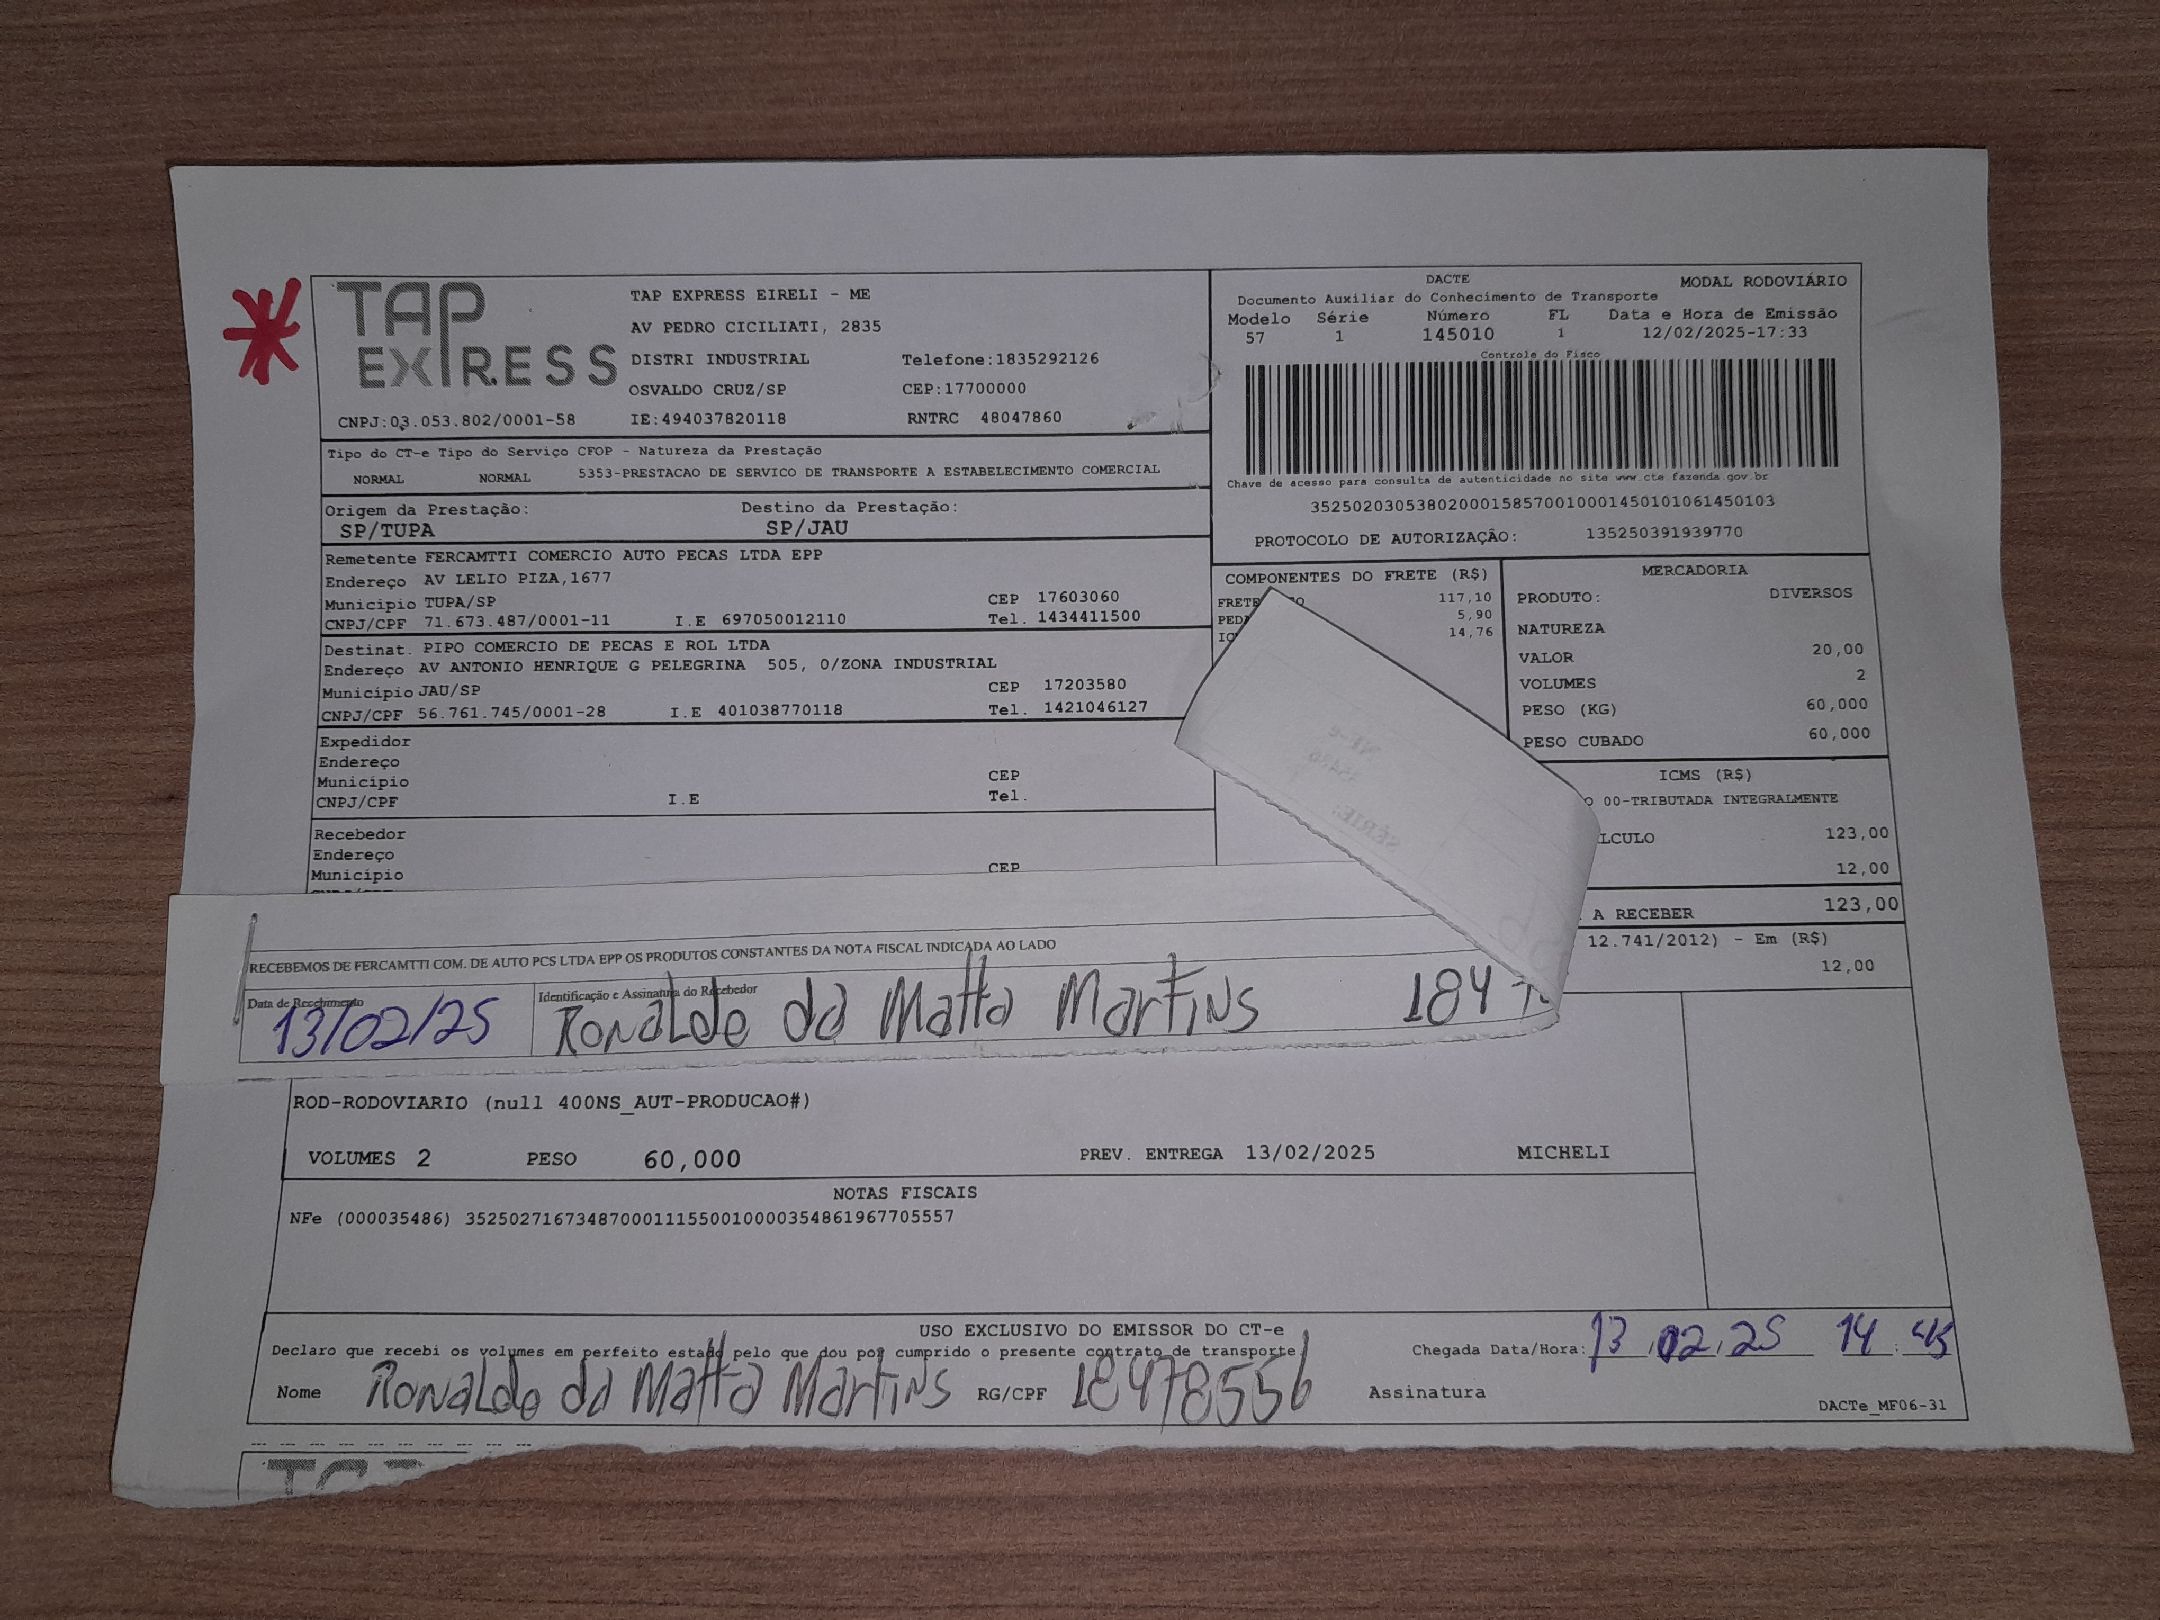 TAP EXPRESS
TAP EXPRESS EIRELI - ME
AV PEDRO CICILIATI, 2835
DISTRI INDUSTRIAL Telefone:1835292126
OSVALDO CRUZ/SP CEP:17700000
CNPJ:03.053.802/0001-58 IE:494037820118 RNTRC 48047860
DACTE MODAL RODOVIÁRIO
Documento Auxiliar do Conhecimento de Transporte
Modelo Série Número FL Data e Hora de Emissão
57 1 145010 1 12/02/2025-17:33
Controle do Fisco
Chave de acesso para consulta de autenticidade no site www.cte.fazenda.gov.br
35250203053802000158570010001450101061450103
PROTOCOLO DE AUTORIZAÇÃO: 135250391939770
Tipo do CT-e Tipo do Serviço CFOP - Natureza da Prestação
NORMAL NORMAL 5353-PRESTACAO DE SERVICO DE TRANSPORTE A ESTABELECIMENTO COMERCIAL
Origem da Prestação: Destino da Prestação:
SP/TUPA SP/JAU
Remetente FERCAMTTI COMERCIO AUTO PECAS LTDA EPP
Endereço AV LELIO PIZA,1677
Municipio TUPA/SP CEP 17603060
CNPJ/CPF 71.673.487/0001-11 I.E 697050012110 Tel. 1434411500
Destinat. PIPO COMERCIO DE PECAS E ROL LTDA
Endereço AV ANTONIO HENRIQUE G PELEGRINA 505, 0/ZONA INDUSTRIAL
Município JAU/SP CEP 17203580
CNPJ/CPF 56.761.745/0001-28 I.E 401038770118 Tel. 1421046127
Expedidor
Endereço
Município CEP
CNPJ/CPF I.E Tel.
Recebedor
Endereço
Município CEP
COMPONENTES DO FRETE (R$)
FRETE 117,10
5,90
14,76
MERCADORIA
PRODUTO: DIVERSOS
NATUREZA
VALOR 20,00
VOLUMES 2
PESO (KG) 60,000
PESO CUBADO 60,000
ICMS (R$)
00-TRIBUTADA INTEGRALMENTE
LCULO 123,00
12,00
A RECEBER 123,00
12.741/2012) - Em (R$)
12,00
NF-e
SÉRIE:
RECEBEMOS DE FERCAMTTI COM. DE AUTO PCS LTDA EPP OS PRODUTOS CONSTANTES DA NOTA FISCAL INDICADA AO LADO
Data de Recebimento Identificação e Assinatura do Recebedor
13/02/25 Ronaldo da Matta Martins 184
ROD-RODOVIARIO (null 400NS_AUT-PRODUCAO#)
VOLUMES 2 PESO 60,000 PREV. ENTREGA 13/02/2025 MICHELI
NOTAS FISCAIS
NFe (000035486) 35250271673487000111550010000354861967705557
USO EXCLUSIVO DO EMISSOR DO CT-e
Declaro que recebi os volumes em perfeito estado pelo que dou por cumprido o presente contrato de transporte.
Chegada Data/Hora: 13.02.25 14:45
Nome Ronaldo da Matta Martins RG/CPF 18478556 Assinatura
DACTe_MF06-31